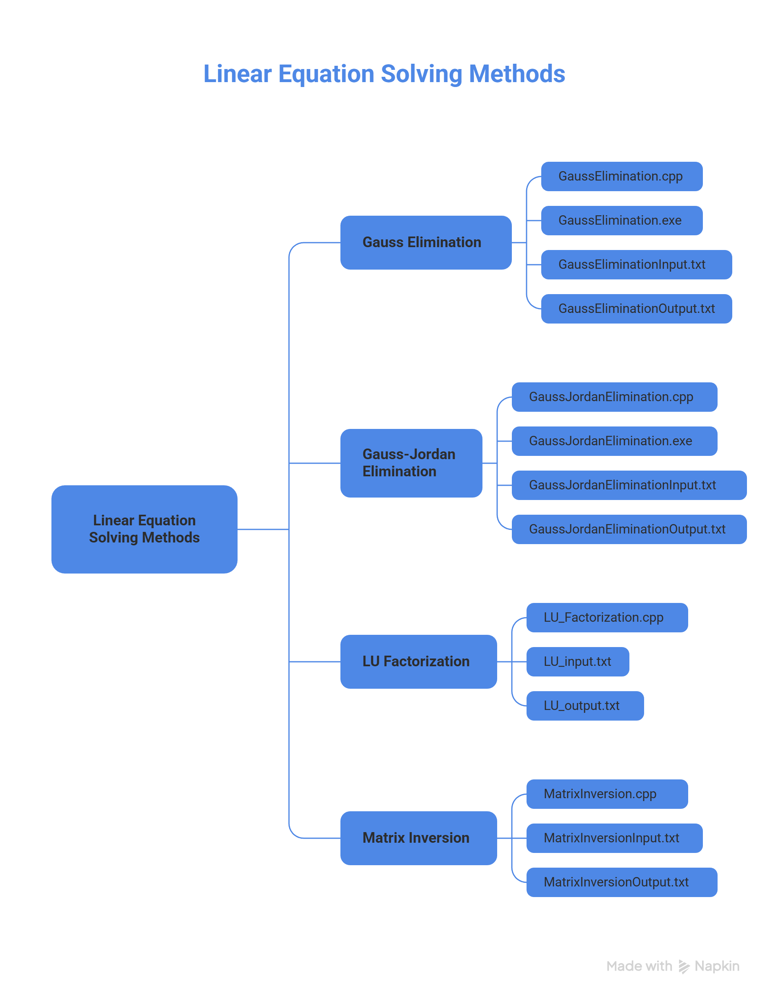 Linear Equation Solving Methods
GaussElimination.cpp
GaussElimination.exe
Gauss Elimination
GaussEliminationInput.txt
GaussEliminationOutput.txt
GaussJordanElimination.cpp
GaussJordanElimination.exe
Gauss-Jordan
Elimination
GaussJordanEliminationInput.txt
GaussJordanEliminationOutput.txt
Linear Equation
Solving Methods
LU_Factorization.cpp
LU Factorization
LU_input.txt
LU_output.txt
MatrixInversion.cpp
Matrix Inversion
MatrixInversionInput.txt
MatrixInversionOutput.txt
Made with Napkin